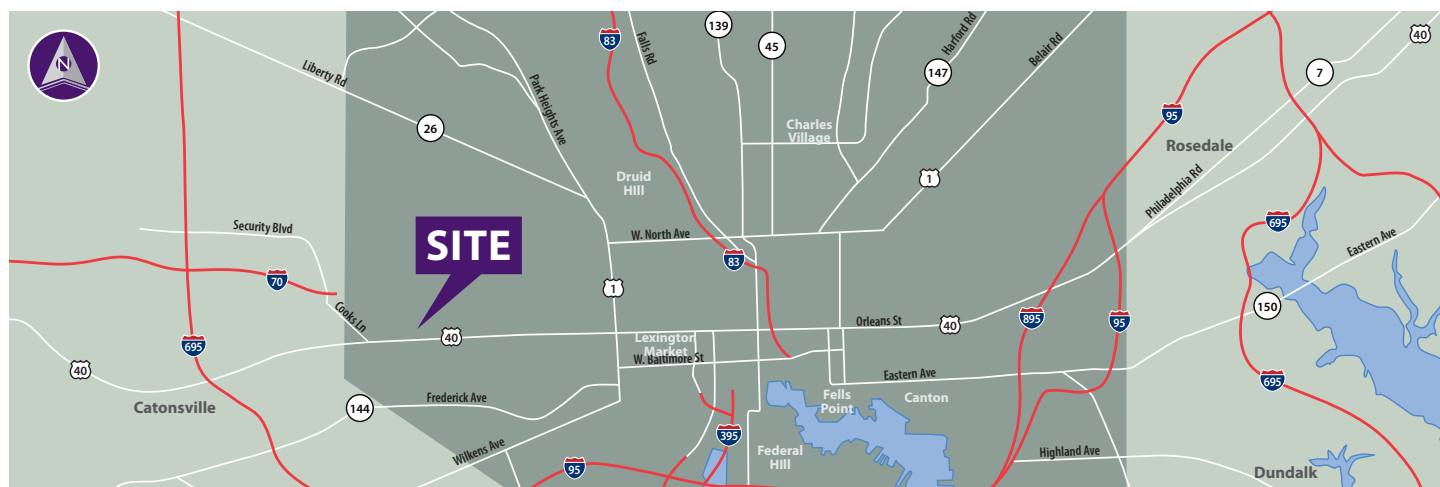 N
Liberty Rd
26
Park Heights Ave
83
Falls Rd
139
45
Harford Rd
147
Belair Rd
40
7
95
Rosedale
Charles
Village
Druid
HIll
1
Philadelphia Rd
Security Blvd
SITE
W. North Ave
83
695
Eastern Ave
70
1
Cooks Ln
150
695
40
Lexington
Market
Orleans St
40
895
95
W. Baltimore St
40
Catonsville
144
Frederick Ave
Eastern Ave
Fells
Point
Canton
695
Wilkens Ave
95
395
Federal
HIll
Highland Ave
Dundalk